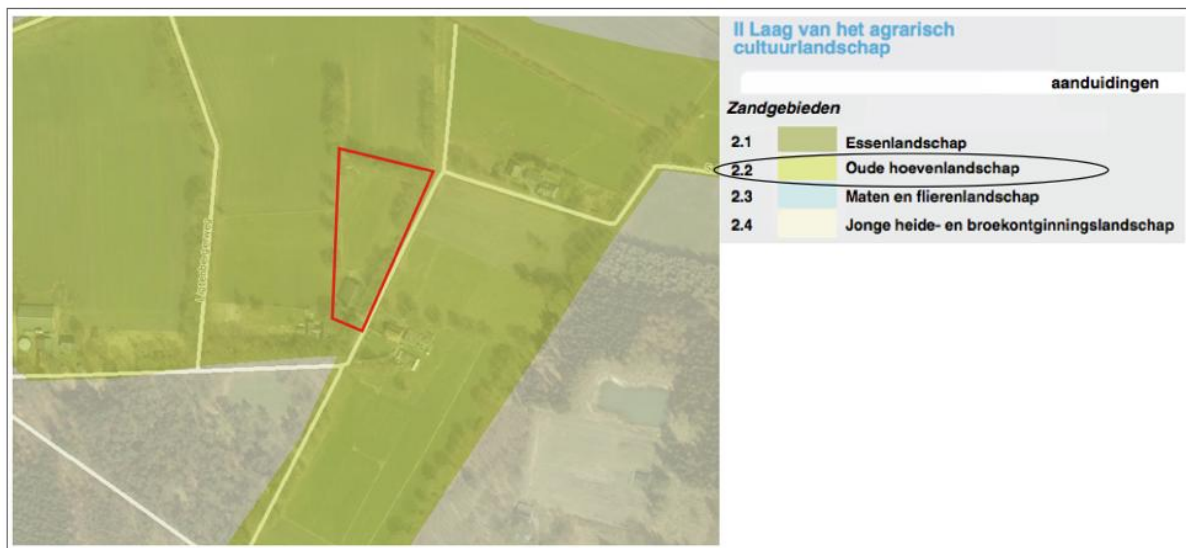 II Laag van het agrarisch
cultuurlandschap
aanduidingen
Zandgebieden
2.1 Essenlandschap
2.2 Oude hoevenlandschap
2.3 Maten en flierenlandschap
2.4 Jonge heide- en broekontginningslandschap